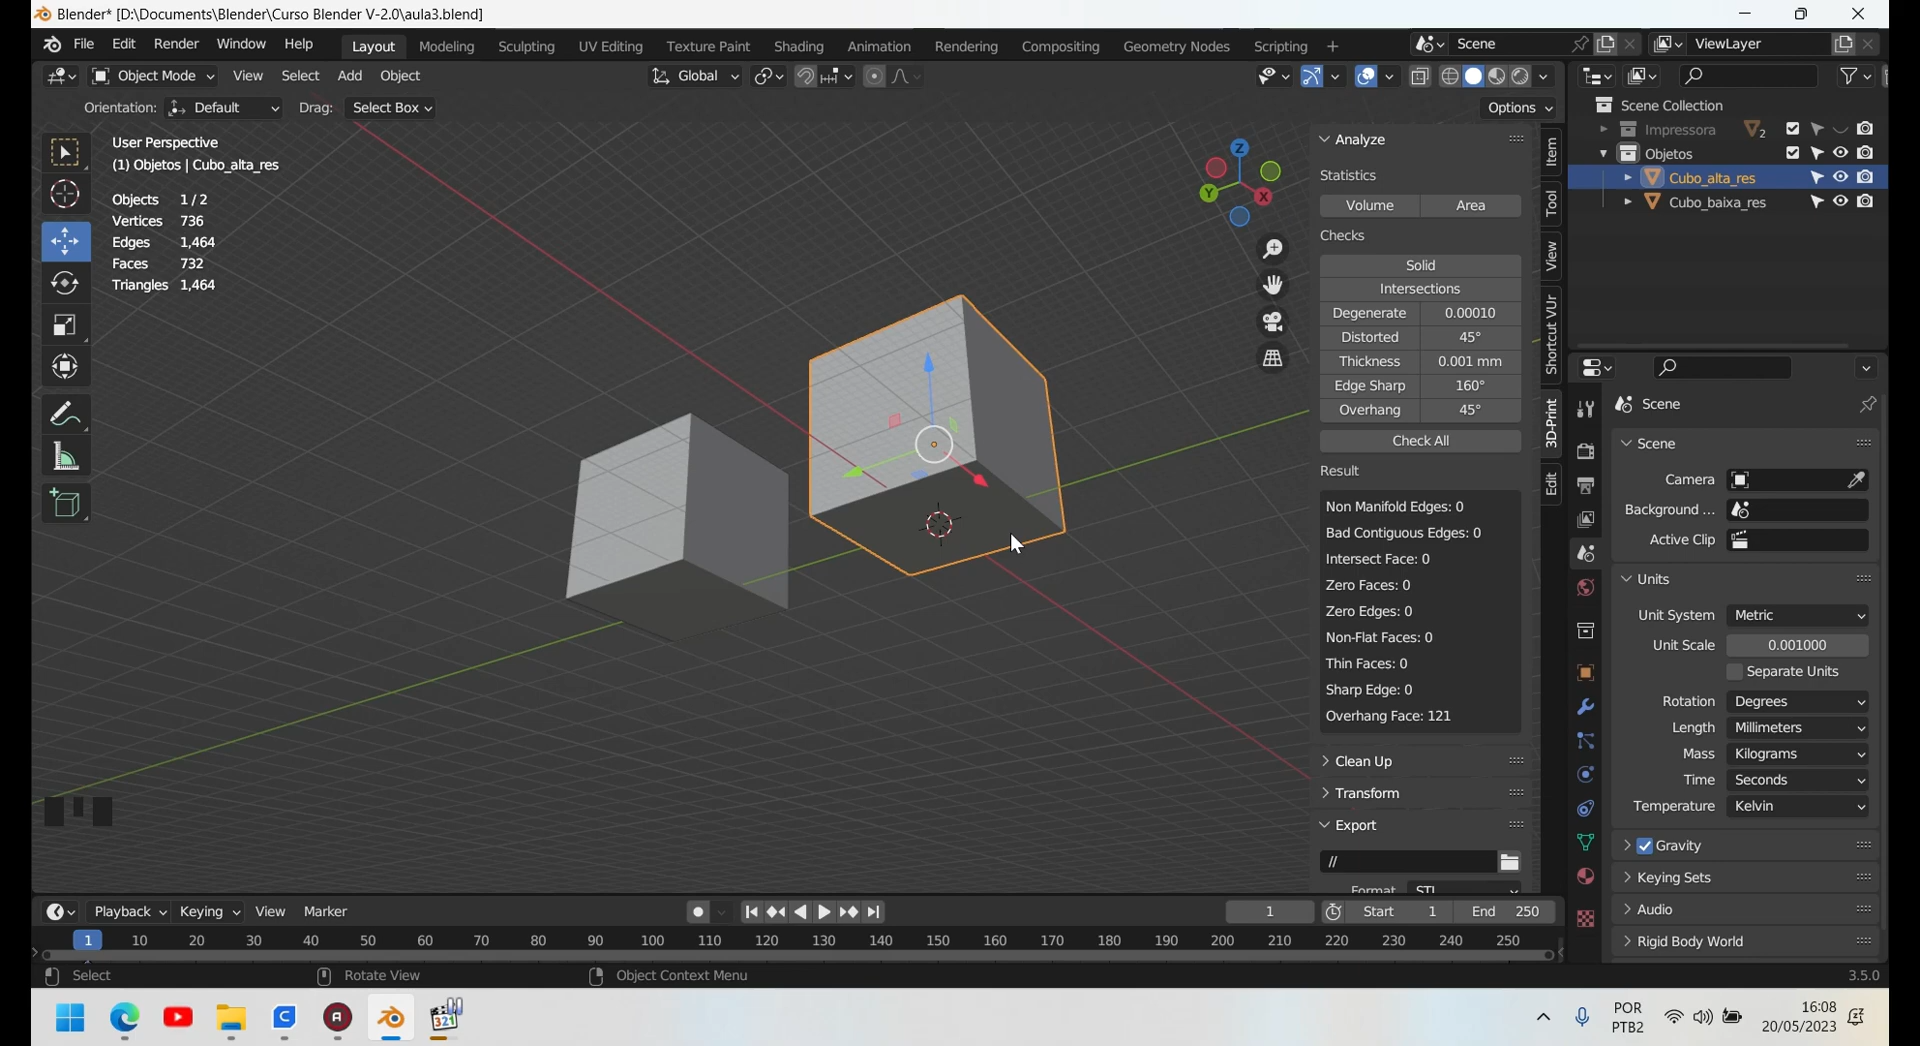 Blender* [D:\Documents\Blender\Curso Blender V-2.0\aula3.blend]
File Edit Render Window Help Layout Modeling Sculpting UV Editing Texture Paint Shading Animation Rendering Compositing Geometry Nodes Scripting + Scene ViewLayer
Object Mode View Select Add Object Global
Orientation: Default Drag: Select Box Options
User Perspective
(1) Objetos | Cubo_alta_res
Objects 1/2
Vertices 736
Edges 1,464
Faces 732
Triangles 1,464
Z
Y
X
Analyze
Statistics
Volume Area
Checks
Solid
Intersections
Degenerate 0.00010
Distorted 45°
Thickness 0.001 mm
Edge Sharp 160°
Overhang 45°
Check All
Result
Non Manifold Edges: 0
Bad Contiguous Edges: 0
Intersect Face: 0
Zero Faces: 0
Zero Edges: 0
Non-Flat Faces: 0
Thin Faces: 0
Sharp Edge: 0
Overhang Face: 121
Clean Up
Transform
Export
//
Format STL
Item
Tool
View
Shortcut VUr
3D-Print
Edit
Scene Collection
Impressora 2
Objetos
Cubo_alta_res
Cubo_baixa_res
Scene
Scene
Camera
Background ...
Active Clip
Units
Unit System Metric
Unit Scale 0.001000
Separate Units
Rotation Degrees
Length Millimeters
Mass Kilograms
Time Seconds
Temperature Kelvin
Gravity
Keying Sets
Audio
Rigid Body World
Playback Keying View Marker 1 Start 1 End 250
1 10 20 30 40 50 60 70 80 90 100 110 120 130 140 150 160 170 180 190 200 210 220 230 240 250
Select Rotate View Object Context Menu 3.5.0
321
POR
PTB2
16:08
20/05/2023